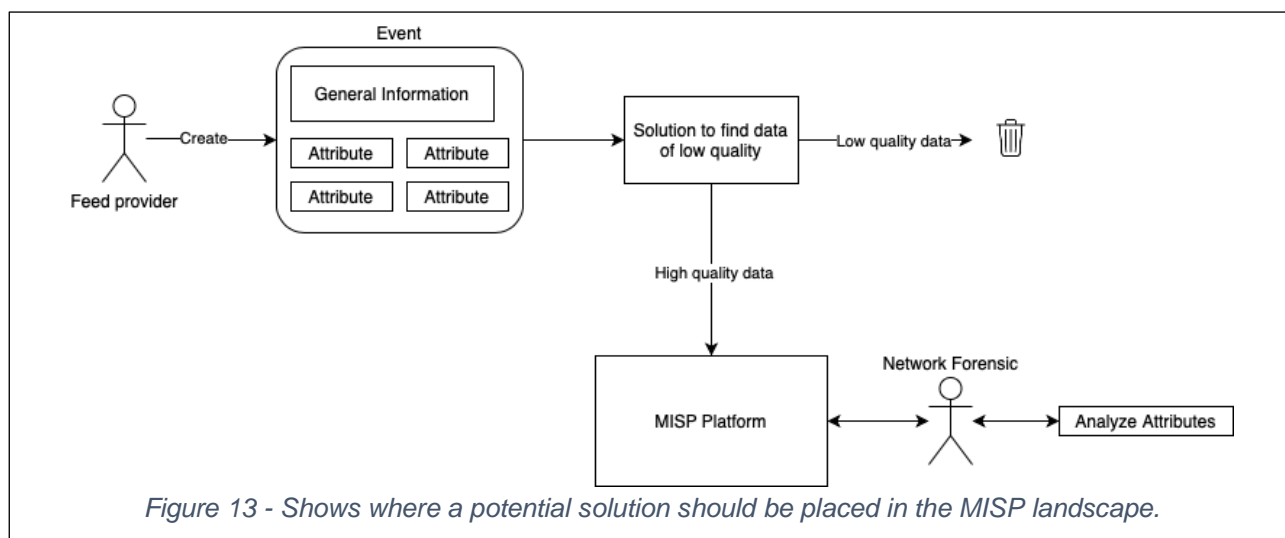 Event
General Information
Attribute
Attribute
Attribute
Attribute
Create
Feed provider
Solution to find data
of low quality
Low quality data
High quality data
MISP Platform
Network Forensic
Analyze Attributes
Figure 13 - Shows where a potential solution should be placed in the MISP landscape.